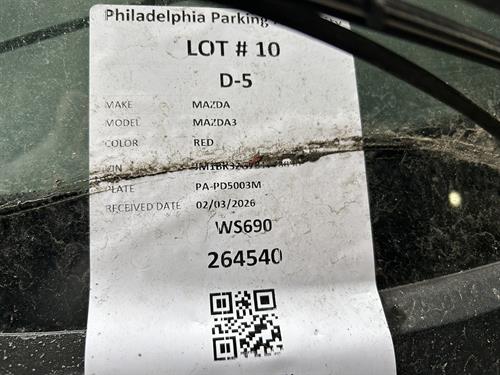 Philadelphia Parking
LOT # 10
D-5
MAKE MAZDA
MODEL MAZDA3
COLOR RED
VIN
PLATE PA-PD5003M
RECEIVED DATE 02/03/2026
WS690
264540